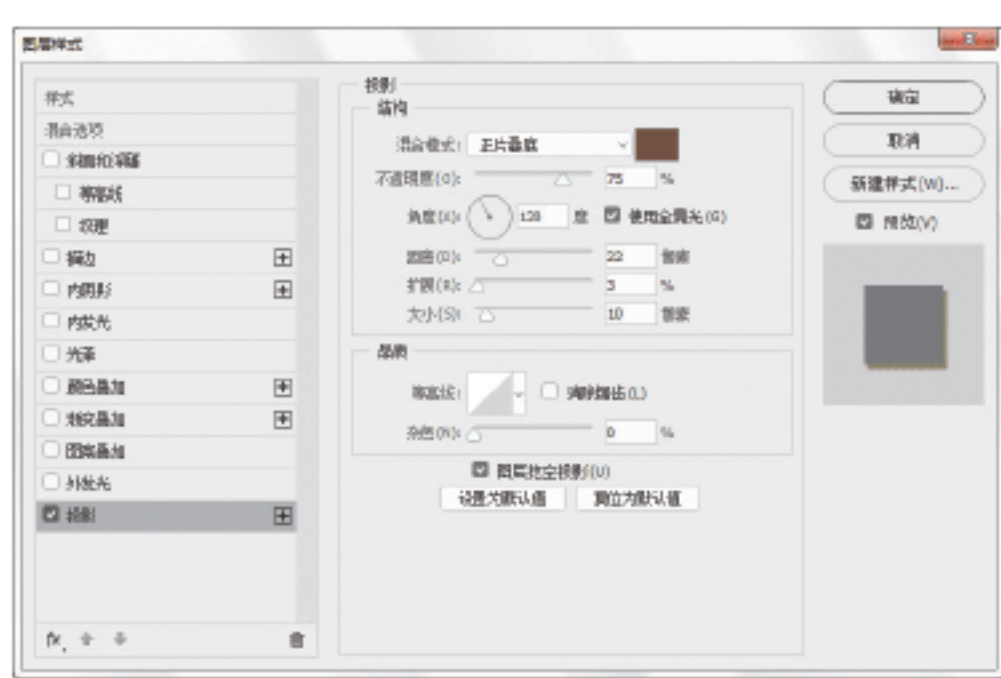 图层样式
样式
混合选项
斜面和浮雕
等高线
纹理
描边
内阴影
内发光
光泽
颜色叠加
渐变叠加
图案叠加
外发光
投影
fx
投影
结构
混合模式: 正片叠底
不透明度(O): 75 %
角度(A): 120 度 使用全局光(G)
距离(D): 22 像素
扩展(R): 3 %
大小(S): 10 像素
品质
等高线: 消除锯齿(L)
杂色(N): 0 %
图层挖空投影(U)
设置为默认值 复位为默认值
确定
取消
新建样式(W)...
预览(V)